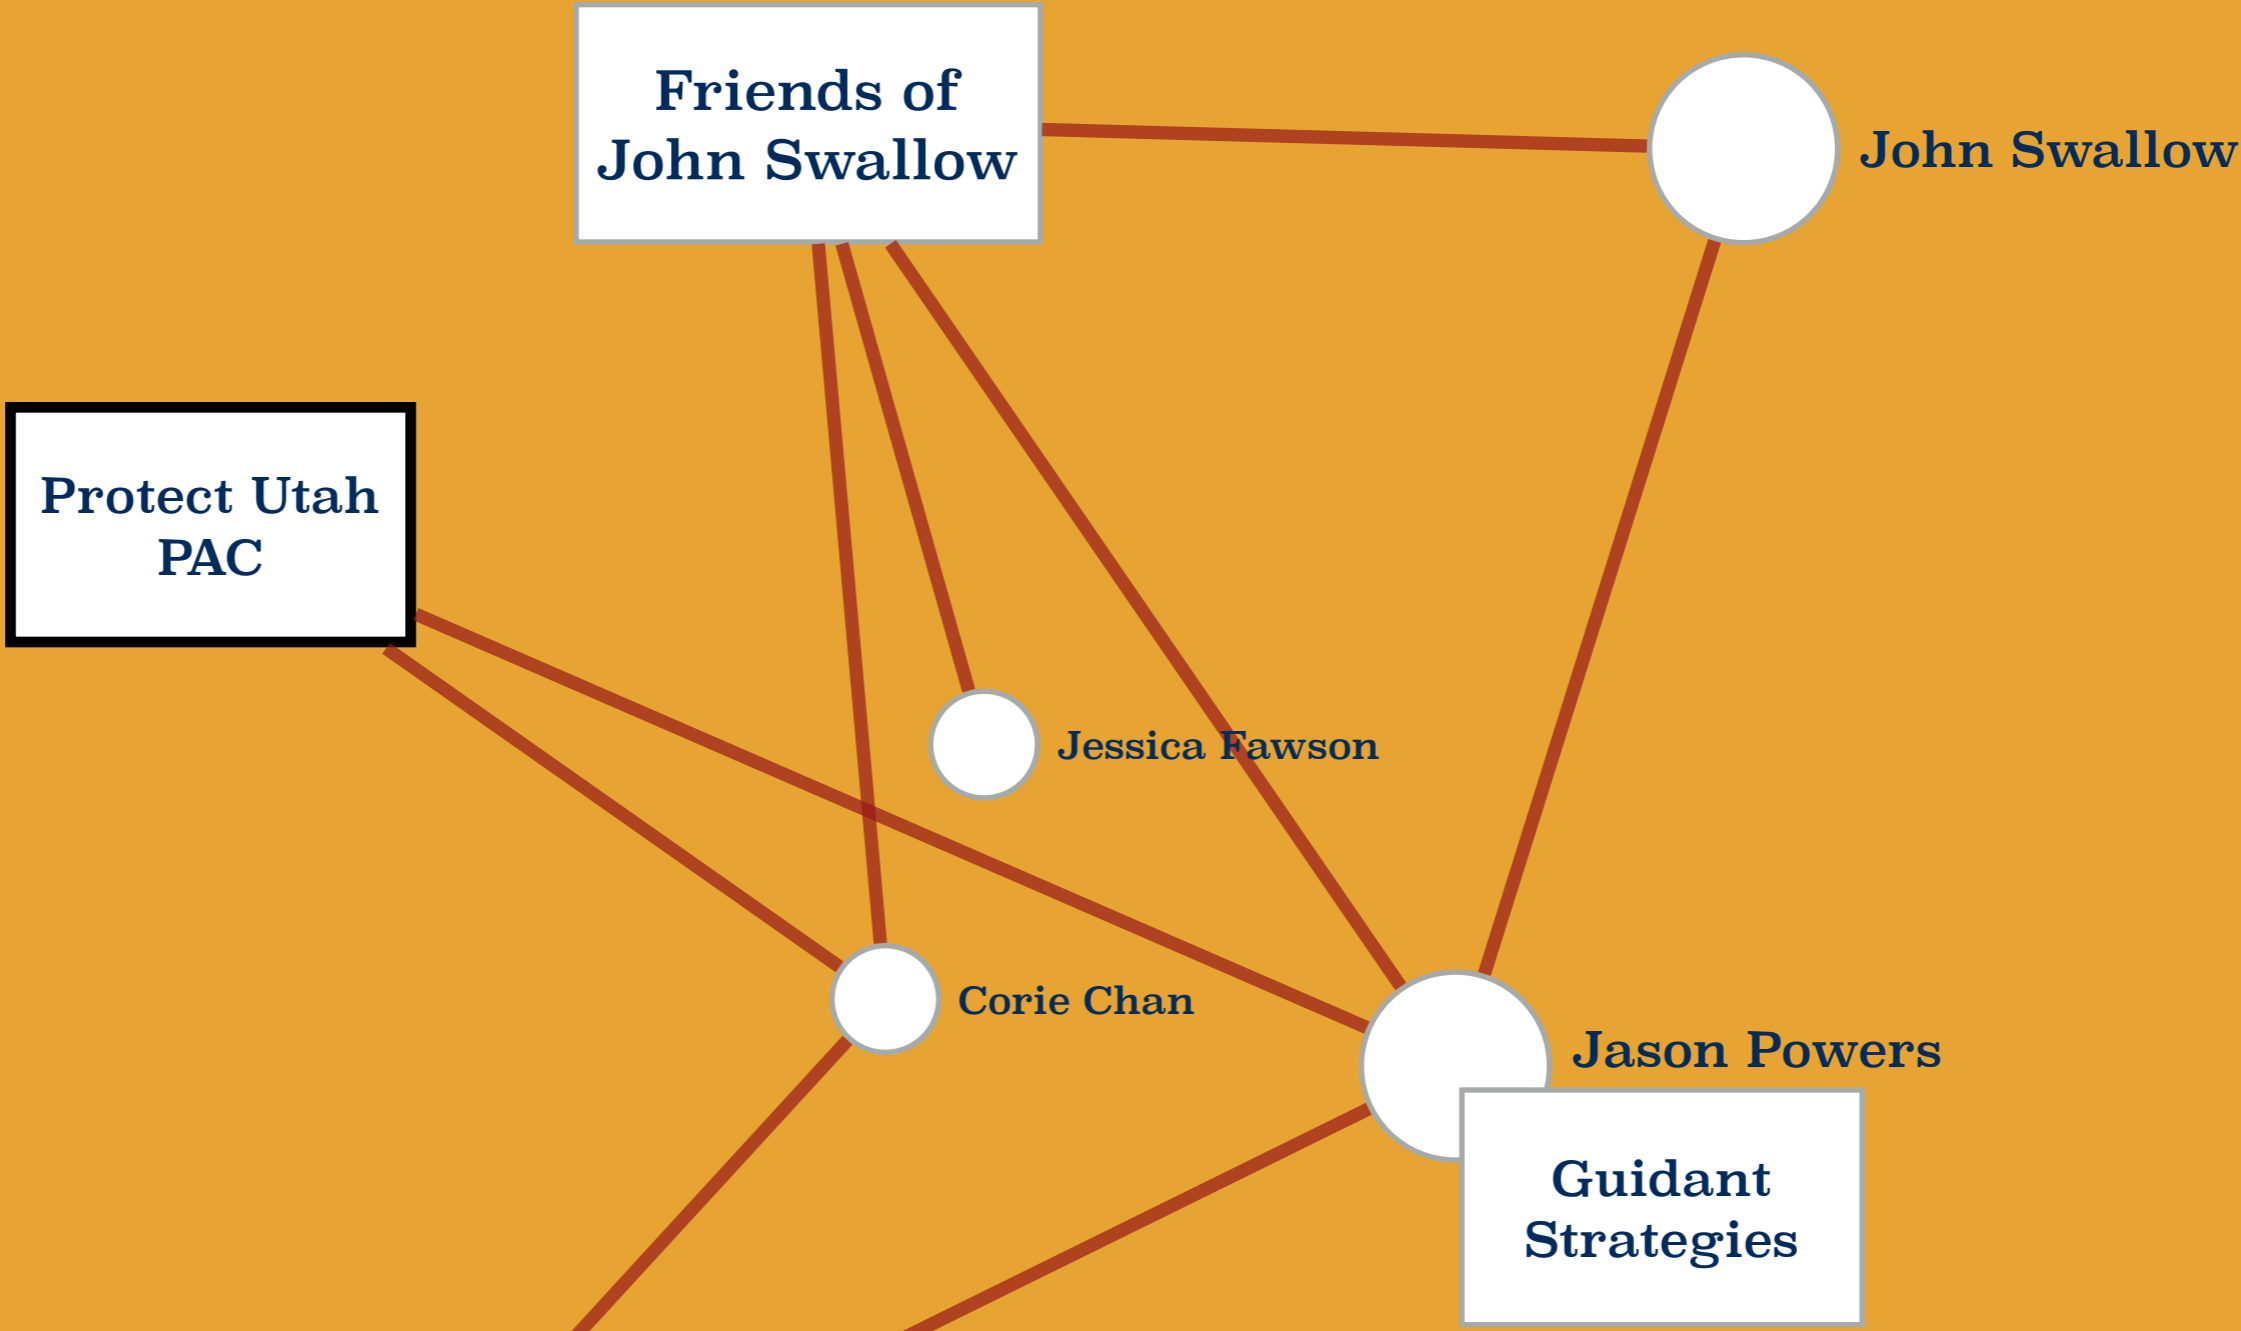 Friends of
John Swallow
John Swallow
Protect Utah
PAC
Jessica Fawson
Corie Chan
Jason Powers
Guidant
Strategies